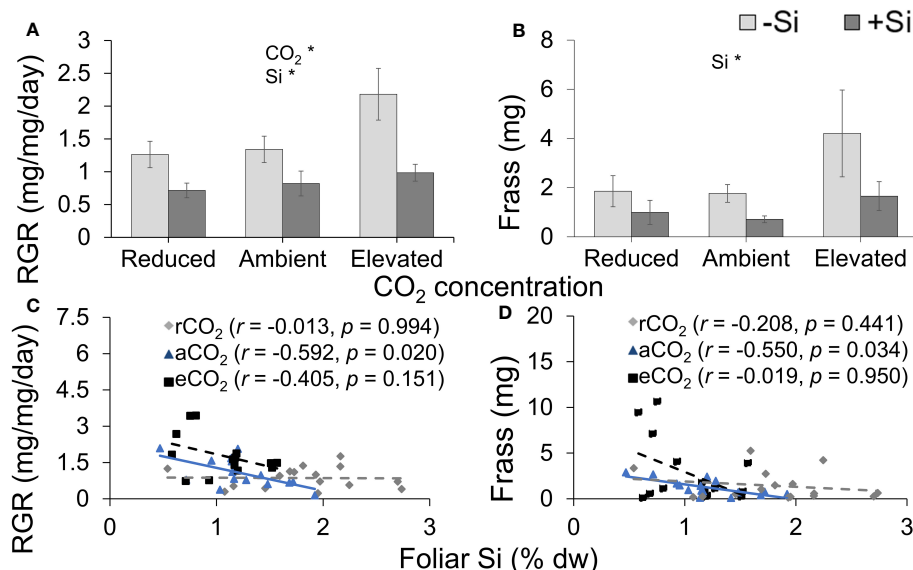 A
B
-Si
+Si
RGR (mg/mg/day)
3
2.5
2
1.5
1
0.5
0
CO₂ *
Si *
Reduced
Ambient
Elevated
Frass (mg)
8
6
4
2
0
Si *
Reduced
Ambient
Elevated
CO₂ concentration
C
RGR (mg/mg/day)
7.5
6
4.5
3
1.5
0
rCO₂ (r = -0.013, p = 0.994)
aCO₂ (r = -0.592, p = 0.020)
eCO₂ (r = -0.405, p = 0.151)
0
1
2
3
D
Frass (mg)
20
15
10
5
0
rCO₂ (r = -0.208, p = 0.441)
aCO₂ (r = -0.550, p = 0.034)
eCO₂ (r = -0.019, p = 0.950)
0
1
2
3
Foliar Si (% dw)